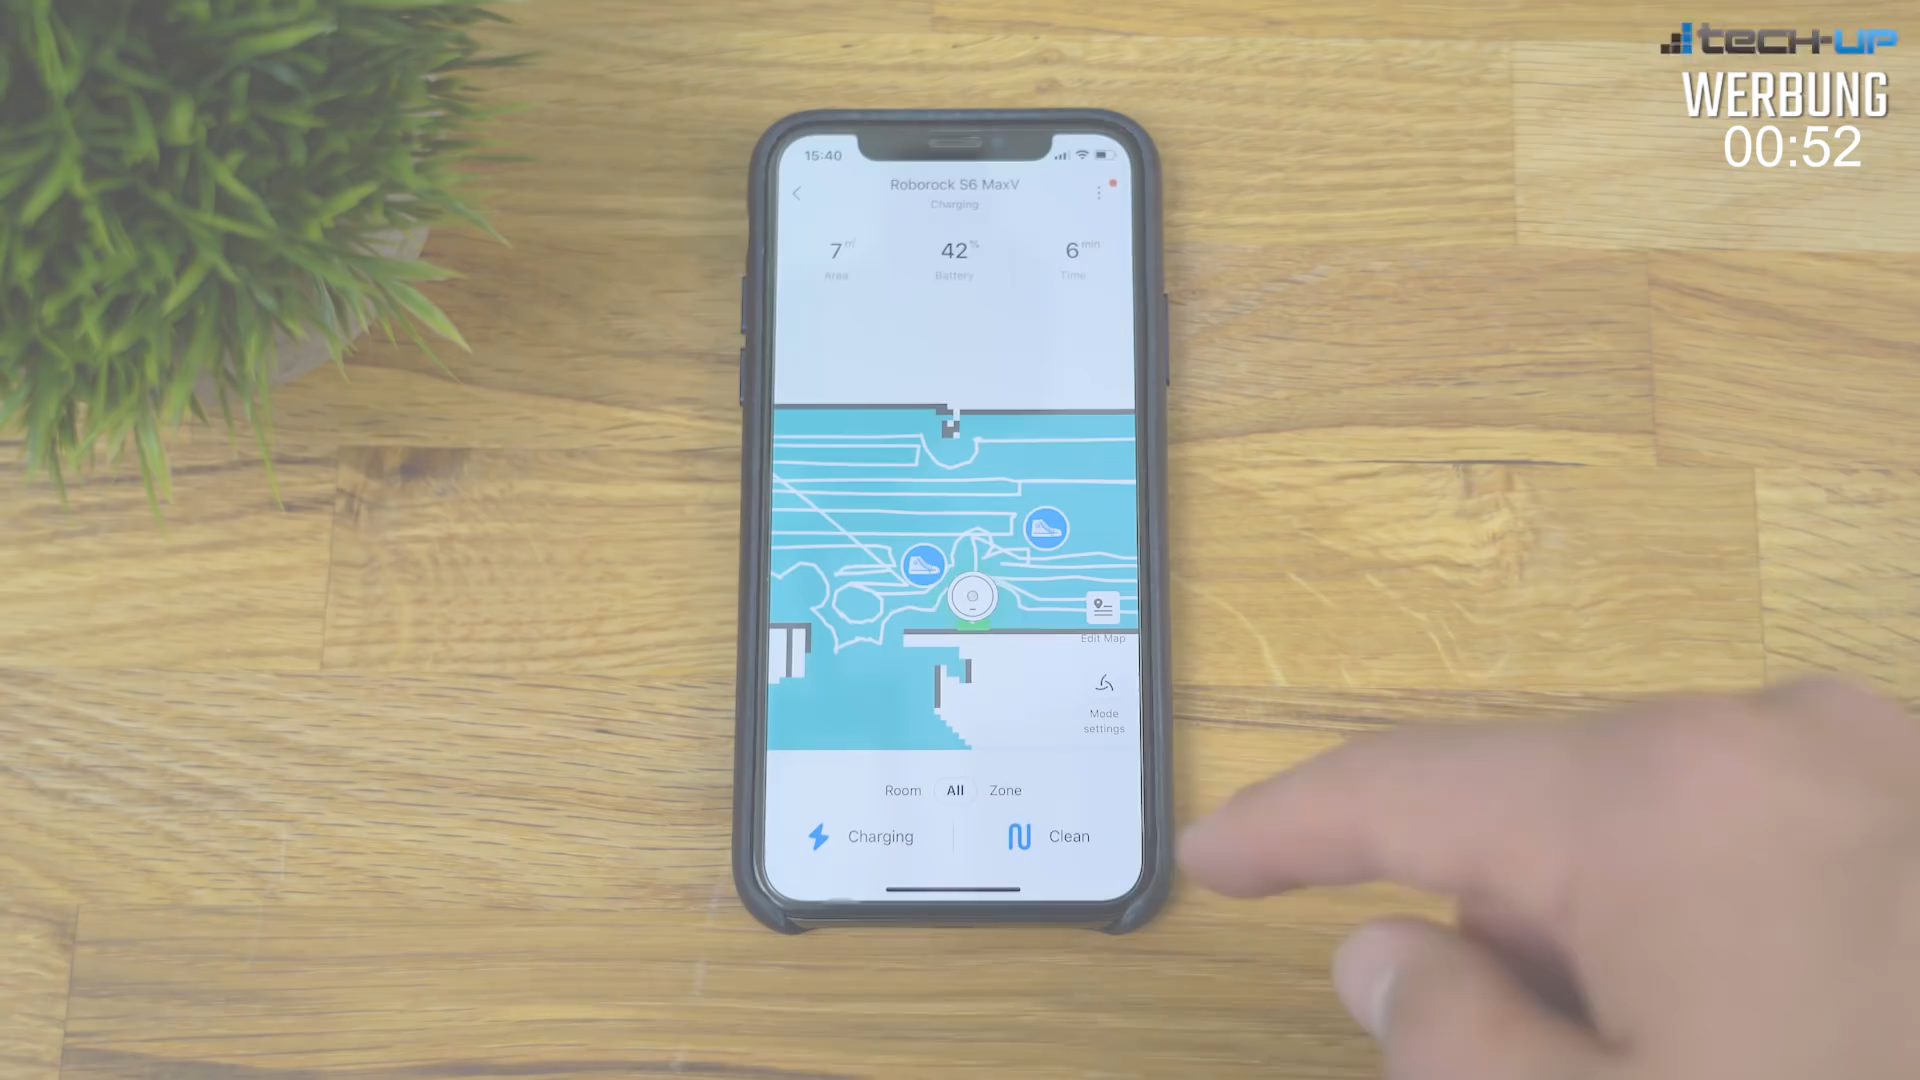 tech-up
WERBUNG
00:52
15:40
Roborock S6 MaxV
Charging
7 m²
42 %
6 min
Area
Battery
Time
Edit Map
Mode
settings
Room
All
Zone
Charging
Clean